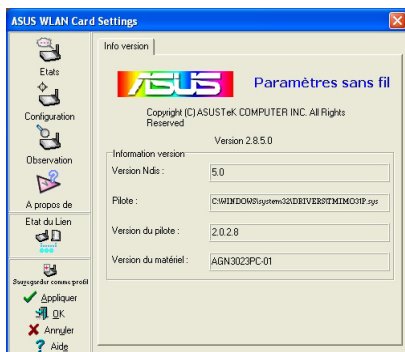 ASUS WLAN Card Settings
Etats
Configuration
Observation
A propos de
Etat du Lien
Sauvegarder comme profil
Appliquer
OK
Annuler
Aide
Info version
ASUS
Paramètres sans fil
Copyright (C) ASUSTeK COMPUTER INC. All Rights
Reserved
Version 2.8.5.0
Information version
Version Ndis : 5.0
Pilote : C:\WINDOWS\system32\DRIVERS\TMIMO31P.sys
Version du pilote : 2.0.2.8
Version du matériel : AGN3023PC-01